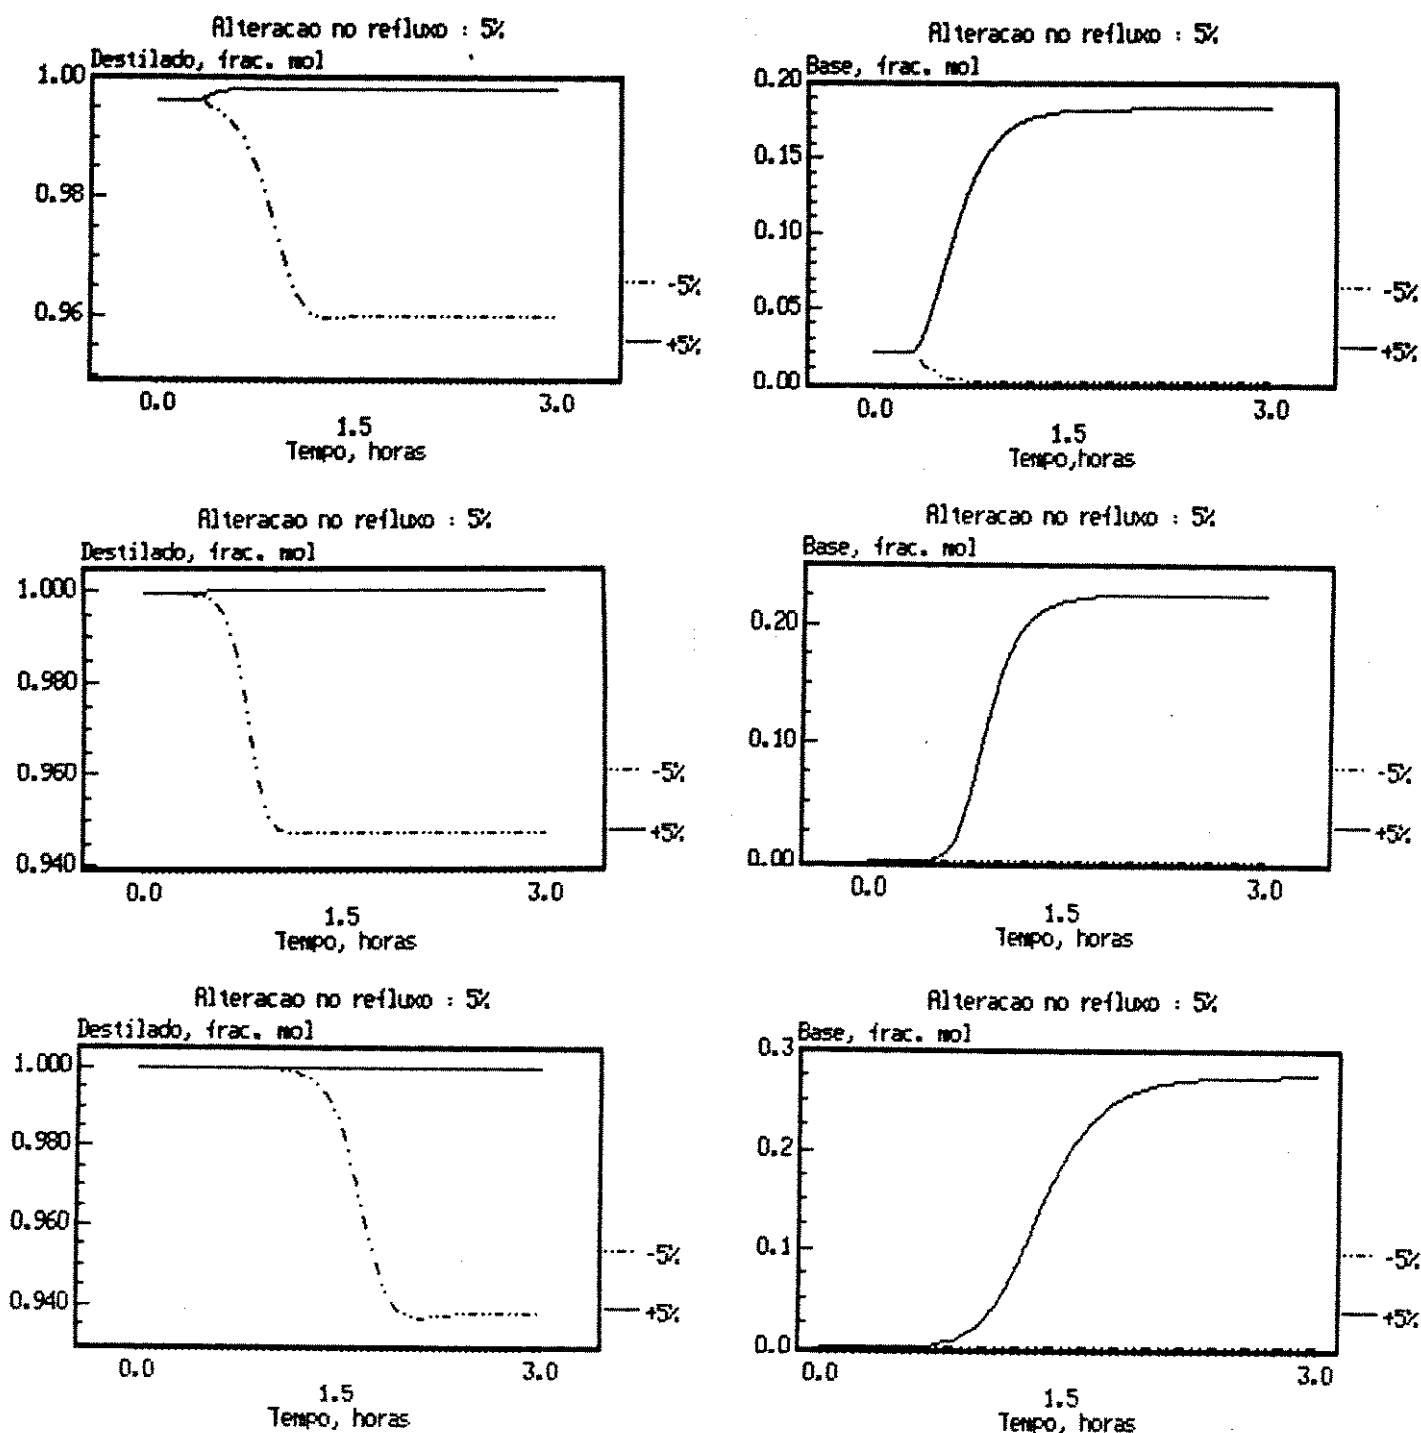 Alteracao no refluxo : 5%
Destilado, frac. mol
1.00
0.98
0.96
-5%
+5%
0.0
3.0
1.5
Tempo, horas
Alteracao no refluxo : 5%
Base, frac. mol
0.20
0.15
0.10
0.05
0.00
-5%
+5%
0.0
3.0
1.5
Tempo,horas
Alteracao no refluxo : 5%
Destilado, frac. mol
1.000
0.980
0.960
0.940
-5%
+5%
0.0
3.0
1.5
Tempo, horas
Alteracao no refluxo : 5%
Base, frac. mol
0.20
0.10
0.00
-5%
+5%
0.0
3.0
1.5
Tempo, horas
Alteracao no refluxo : 5%
Destilado, frac. mol
1.000
0.980
0.960
0.940
-5%
+5%
0.0
3.0
1.5
Tempo, horas
Alteracao no refluxo : 5%
Base, frac. mol
0.3
0.2
0.1
0.0
-5%
+5%
0.0
3.0
1.5
Tempo, horas